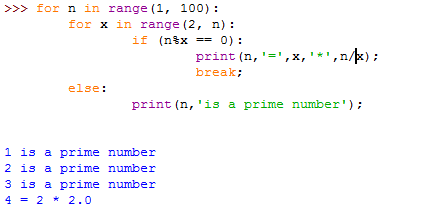 >>> for n in range(1, 100):
for x in range(2, n):
if (n%x == 0):
print(n,'=',x,'*',n/x);
break;
else:
print(n,'is a prime number');
1 is a prime number
2 is a prime number
3 is a prime number
4 = 2 * 2.0